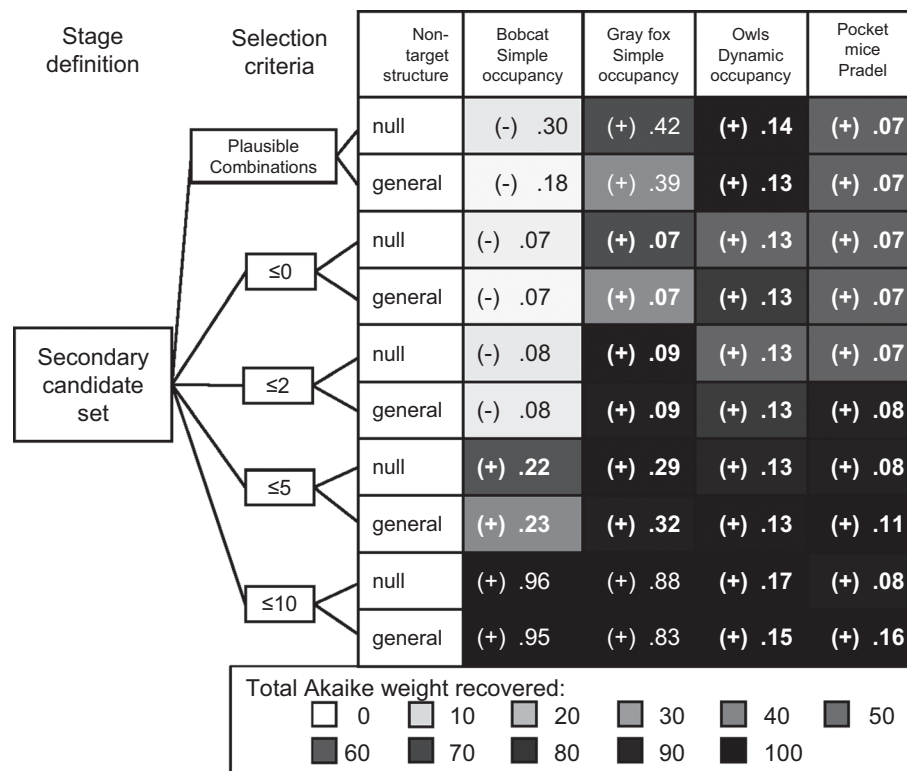 Stage definition
Selection criteria
Non-target structure
Bobcat Simple occupancy
Gray fox Simple occupancy
Owls Dynamic occupancy
Pocket mice Pradel
Plausible Combinations
null (-) .30 (+) .42 (+) .14 (+) .07
general (-) .18 (+) .39 (+) .13 (+) .07
≤0
null (-) .07 (+) .07 (+) .13 (+) .07
general (-) .07 (+) .07 (+) .13 (+) .07
Secondary candidate set
≤2
null (-) .08 (+) .09 (+) .13 (+) .07
general (-) .08 (+) .09 (+) .13 (+) .08
≤5
null (+) .22 (+) .29 (+) .13 (+) .08
general (+) .23 (+) .32 (+) .13 (+) .11
≤10
null (+) .96 (+) .88 (+) .17 (+) .08
general (+) .95 (+) .83 (+) .15 (+) .16
Total Akaike weight recovered:
0 10 20 30 40 50
60 70 80 90 100